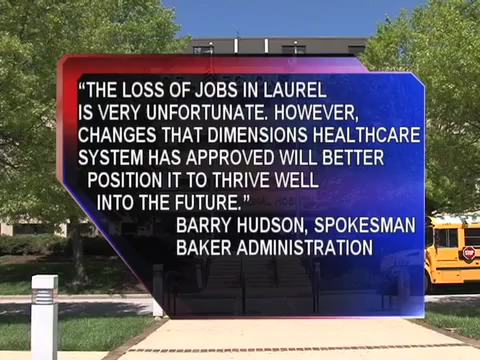 “THE LOSS OF JOBS IN LAUREL
IS VERY UNFORTUNATE. HOWEVER,
CHANGES THAT DIMENSIONS HEALTHCARE
SYSTEM HAS APPROVED WILL BETTER
POSITION IT TO THRIVE WELL
INTO THE FUTURE.”
BARRY HUDSON, SPOKESMAN
BAKER ADMINISTRATION
STOP